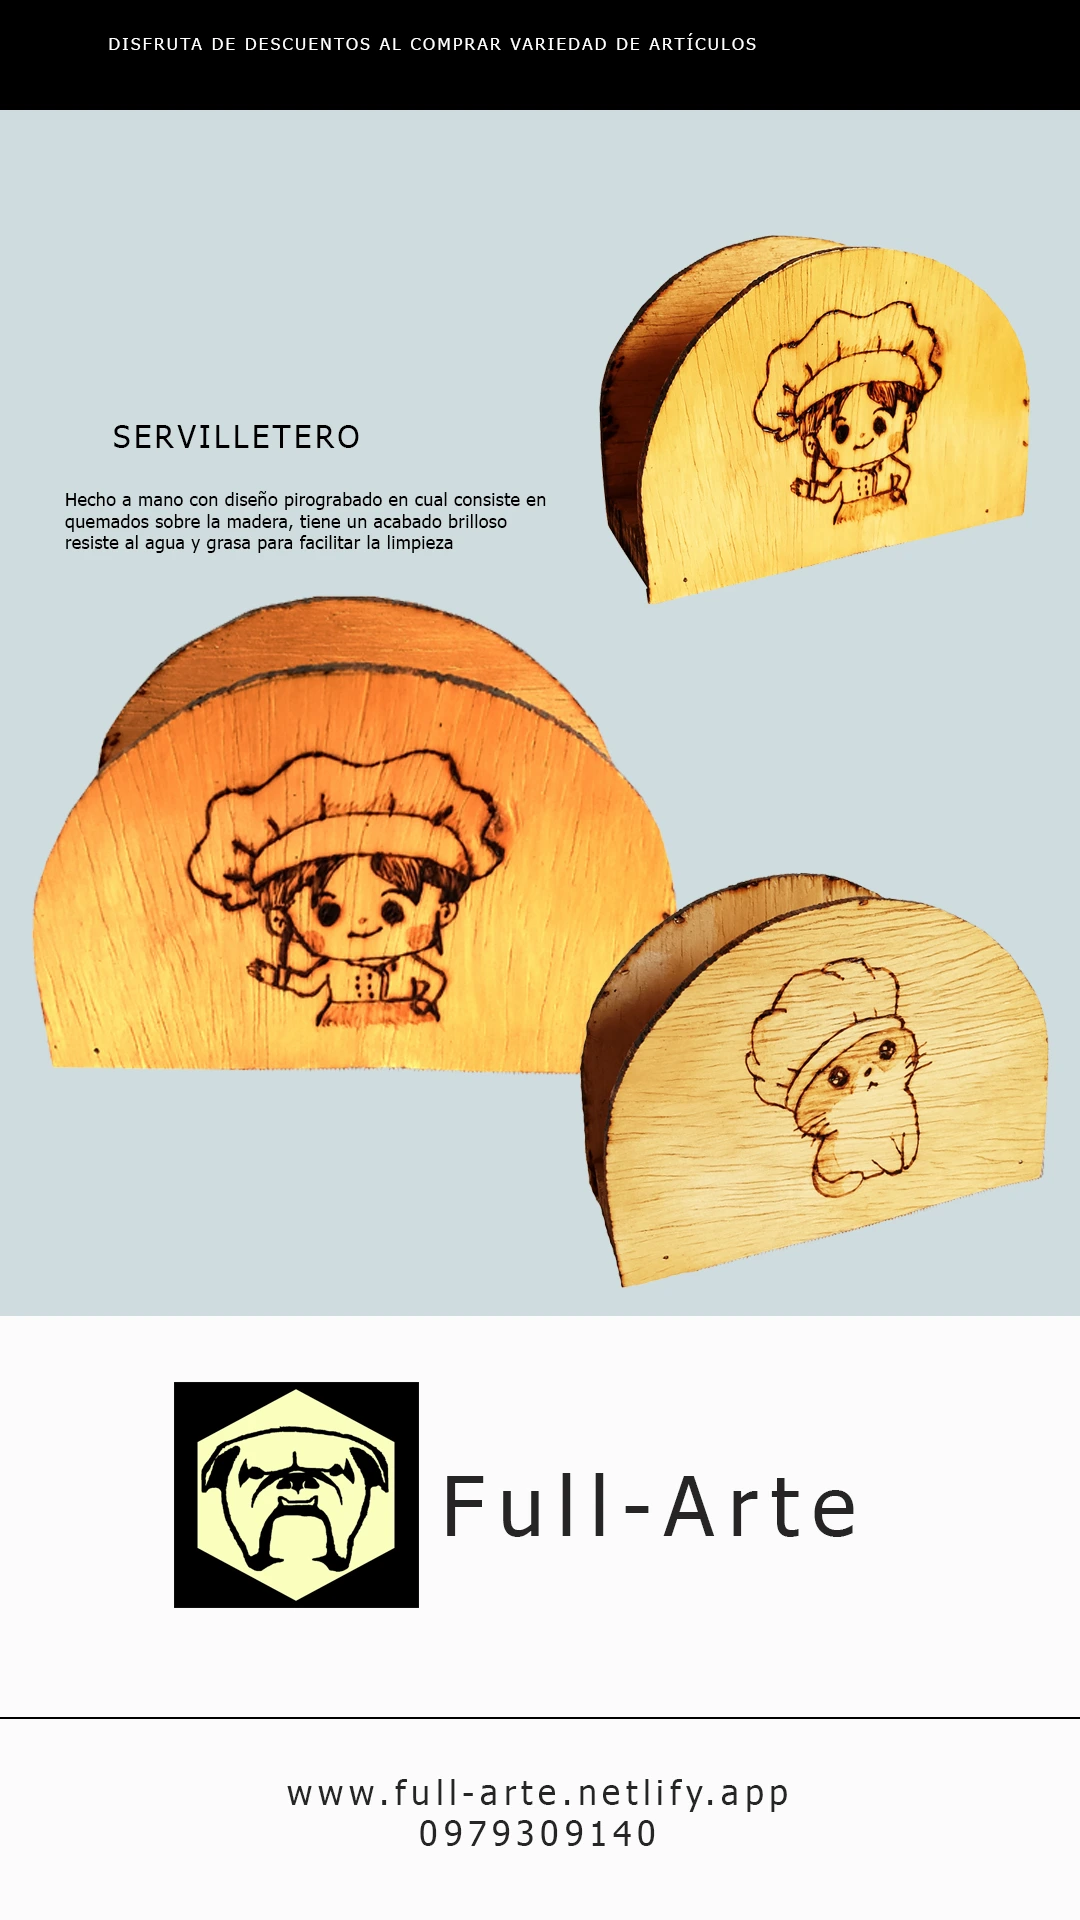 DISFRUTA DE DESCUENTOS AL COMPRAR VARIEDAD DE ARTÍCULOS
SERVILLETERO
Hecho a mano con diseño pirograbado en cual consiste en
quemados sobre la madera, tiene un acabado brilloso
resiste al agua y grasa para facilitar la limpieza
Full-Arte
www.full-arte.netlify.app
0979309140